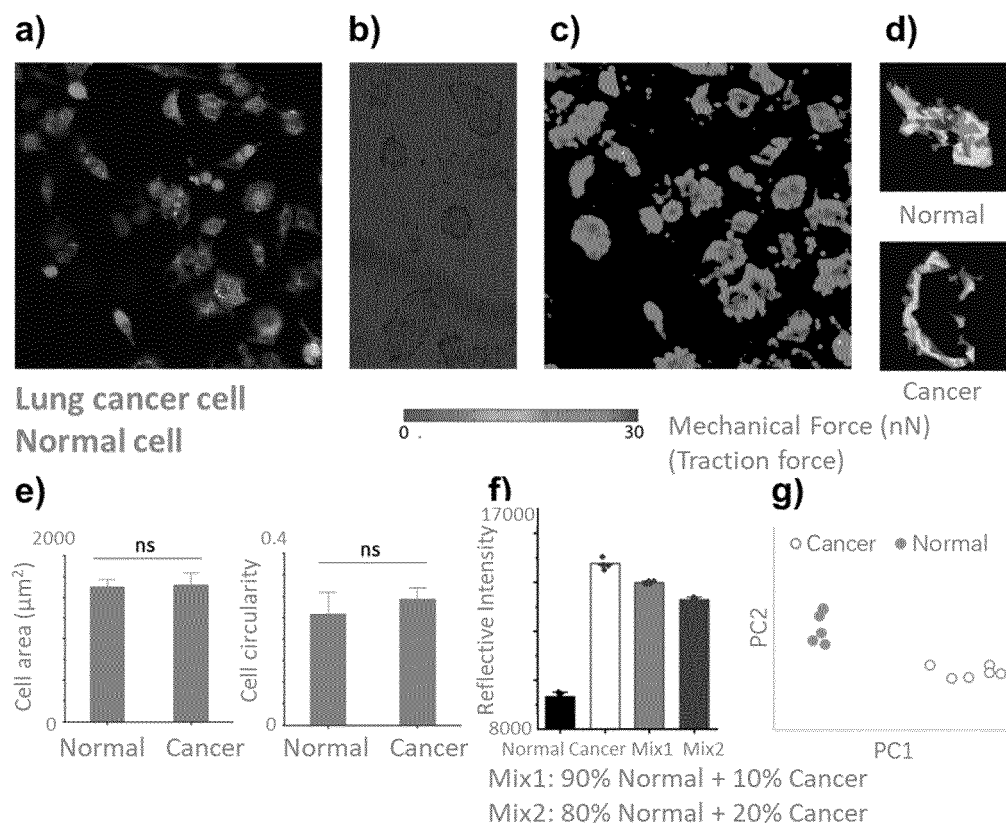 a)
b)
c)
d)
Normal
Cancer
Lung cancer cell
Normal cell
0
30
Mechanical Force (nN)
(Traction force)
e)
f)
g)
2000
ns
Cell area (μm²)
0
Normal
Cancer
0.4
ns
Cell circularity
0
Normal
Cancer
17000
Reflective Intensity
8000
Normal
Cancer
Mix1
Mix2
Mix1: 90% Normal + 10% Cancer
Mix2: 80% Normal + 20% Cancer
Cancer
Normal
PC2
PC1